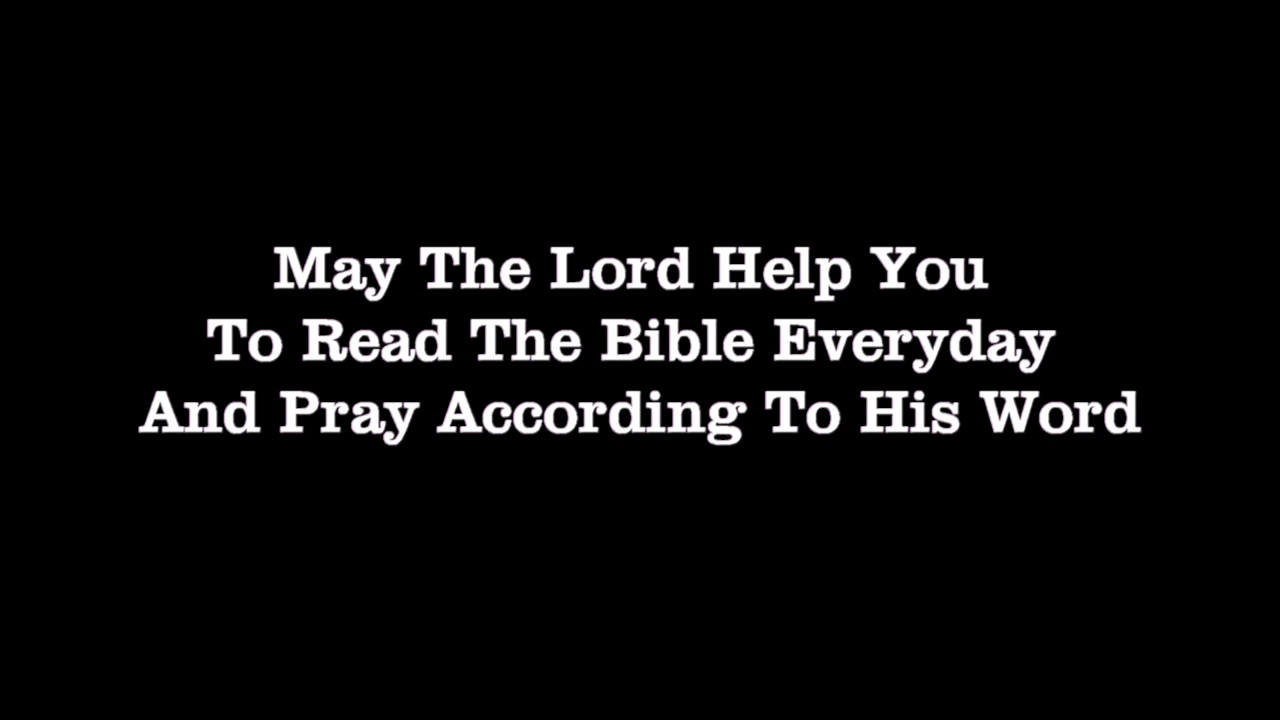 May The Lord Help You
To Read The Bible Everyday
And Pray According To His Word